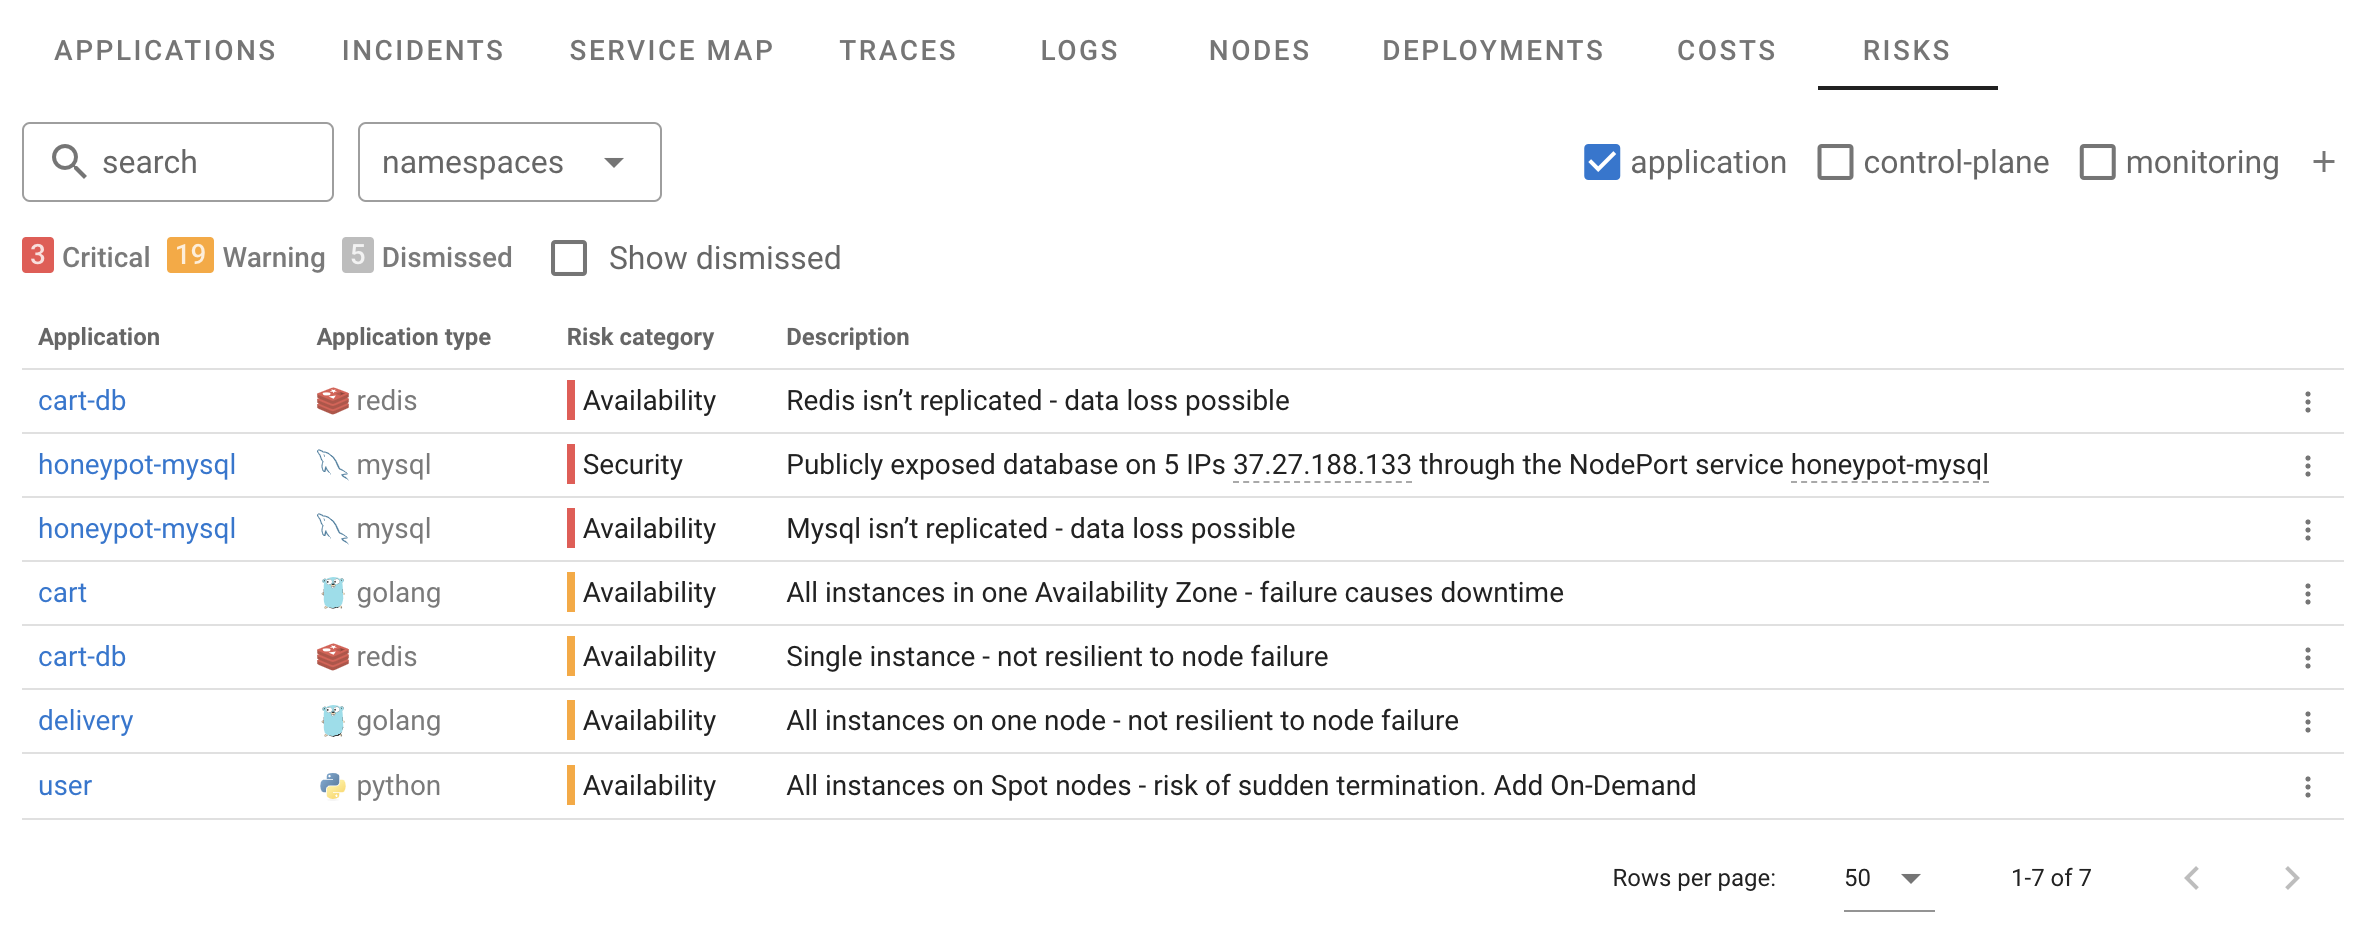 APPLICATIONS INCIDENTS SERVICE MAP TRACES LOGS NODES DEPLOYMENTS COSTS RISKS
search namespaces application control-plane monitoring +
3 Critical 19 Warning 5 Dismissed Show dismissed
Application Application type Risk category Description
cart-db redis Availability Redis isn’t replicated - data loss possible
honeypot-mysql mysql Security Publicly exposed database on 5 IPs 37.27.188.133 through the NodePort service honeypot-mysql
honeypot-mysql mysql Availability Mysql isn’t replicated - data loss possible
cart golang Availability All instances in one Availability Zone - failure causes downtime
cart-db redis Availability Single instance - not resilient to node failure
delivery golang Availability All instances on one node - not resilient to node failure
user python Availability All instances on Spot nodes - risk of sudden termination. Add On-Demand
Rows per page: 50 1-7 of 7